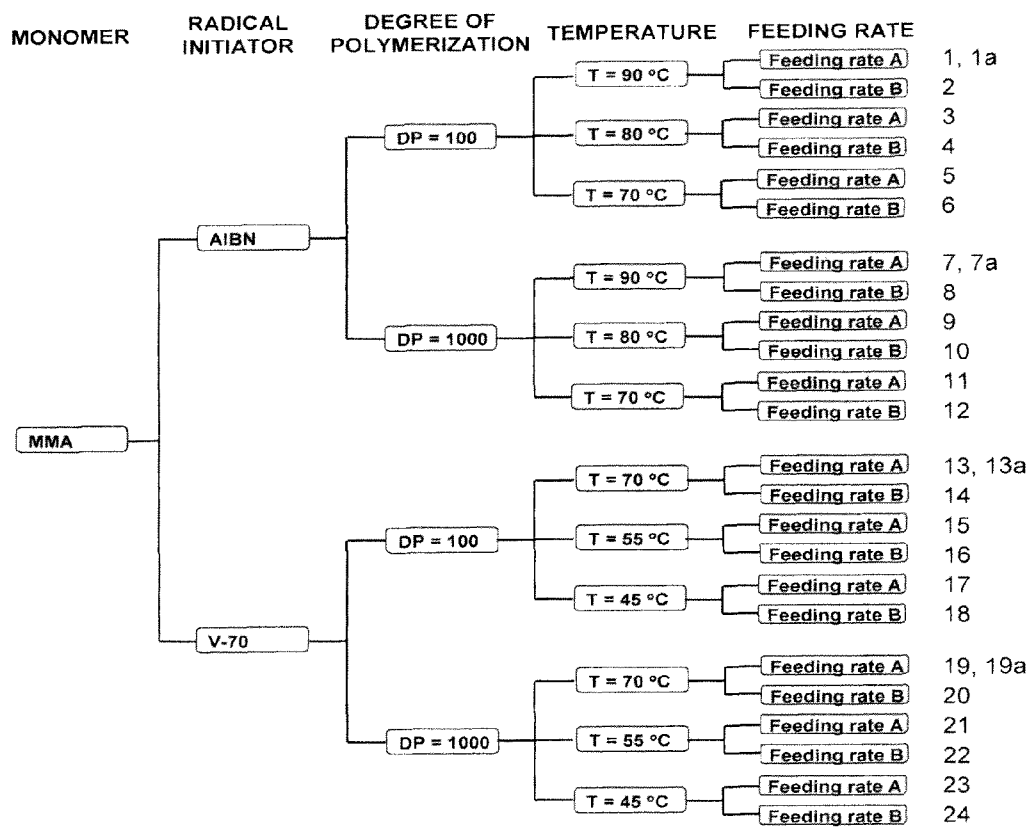 MONOMER
RADICAL
INITIATOR
DEGREE OF
POLYMERIZATION
TEMPERATURE
FEEDING RATE
T = 90 °C
Feeding rate A 1, 1a
Feeding rate B 2
DP = 100
T = 80 °C
Feeding rate A 3
Feeding rate B 4
T = 70 °C
Feeding rate A 5
Feeding rate B 6
AIBN
T = 90 °C
Feeding rate A 7, 7a
Feeding rate B 8
DP = 1000
T = 80 °C
Feeding rate A 9
Feeding rate B 10
T = 70 °C
Feeding rate A 11
Feeding rate B 12
MMA
T = 70 °C
Feeding rate A 13, 13a
Feeding rate B 14
DP = 100
T = 55 °C
Feeding rate A 15
Feeding rate B 16
T = 45 °C
Feeding rate A 17
Feeding rate B 18
V-70
T = 70 °C
Feeding rate A 19, 19a
Feeding rate B 20
DP = 1000
T = 55 °C
Feeding rate A 21
Feeding rate B 22
T = 45 °C
Feeding rate A 23
Feeding rate B 24